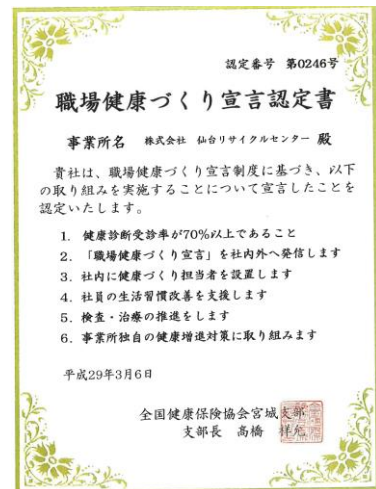 認定番号 第0246号
職場健康づくり宣言認定書
事業所名 株式会社 仙台リサイクルセンター 殿
貴社は、職場健康づくり宣言制度に基づき、以下
の取り組みを実施することについて宣言したことを
認定いたします。
1. 健康診断受診率が70%以上であること
2. 「職場健康づくり宣言」を社内外へ発信します
3. 社内に健康づくり担当者を設置します
4. 社員の生活習慣改善を支援します
5. 検査・治療の推進をします
6. 事業所独自の健康増進対策に取り組みます
平成29年3月6日
全国健康保険協会宮城支部
支部長 高橋